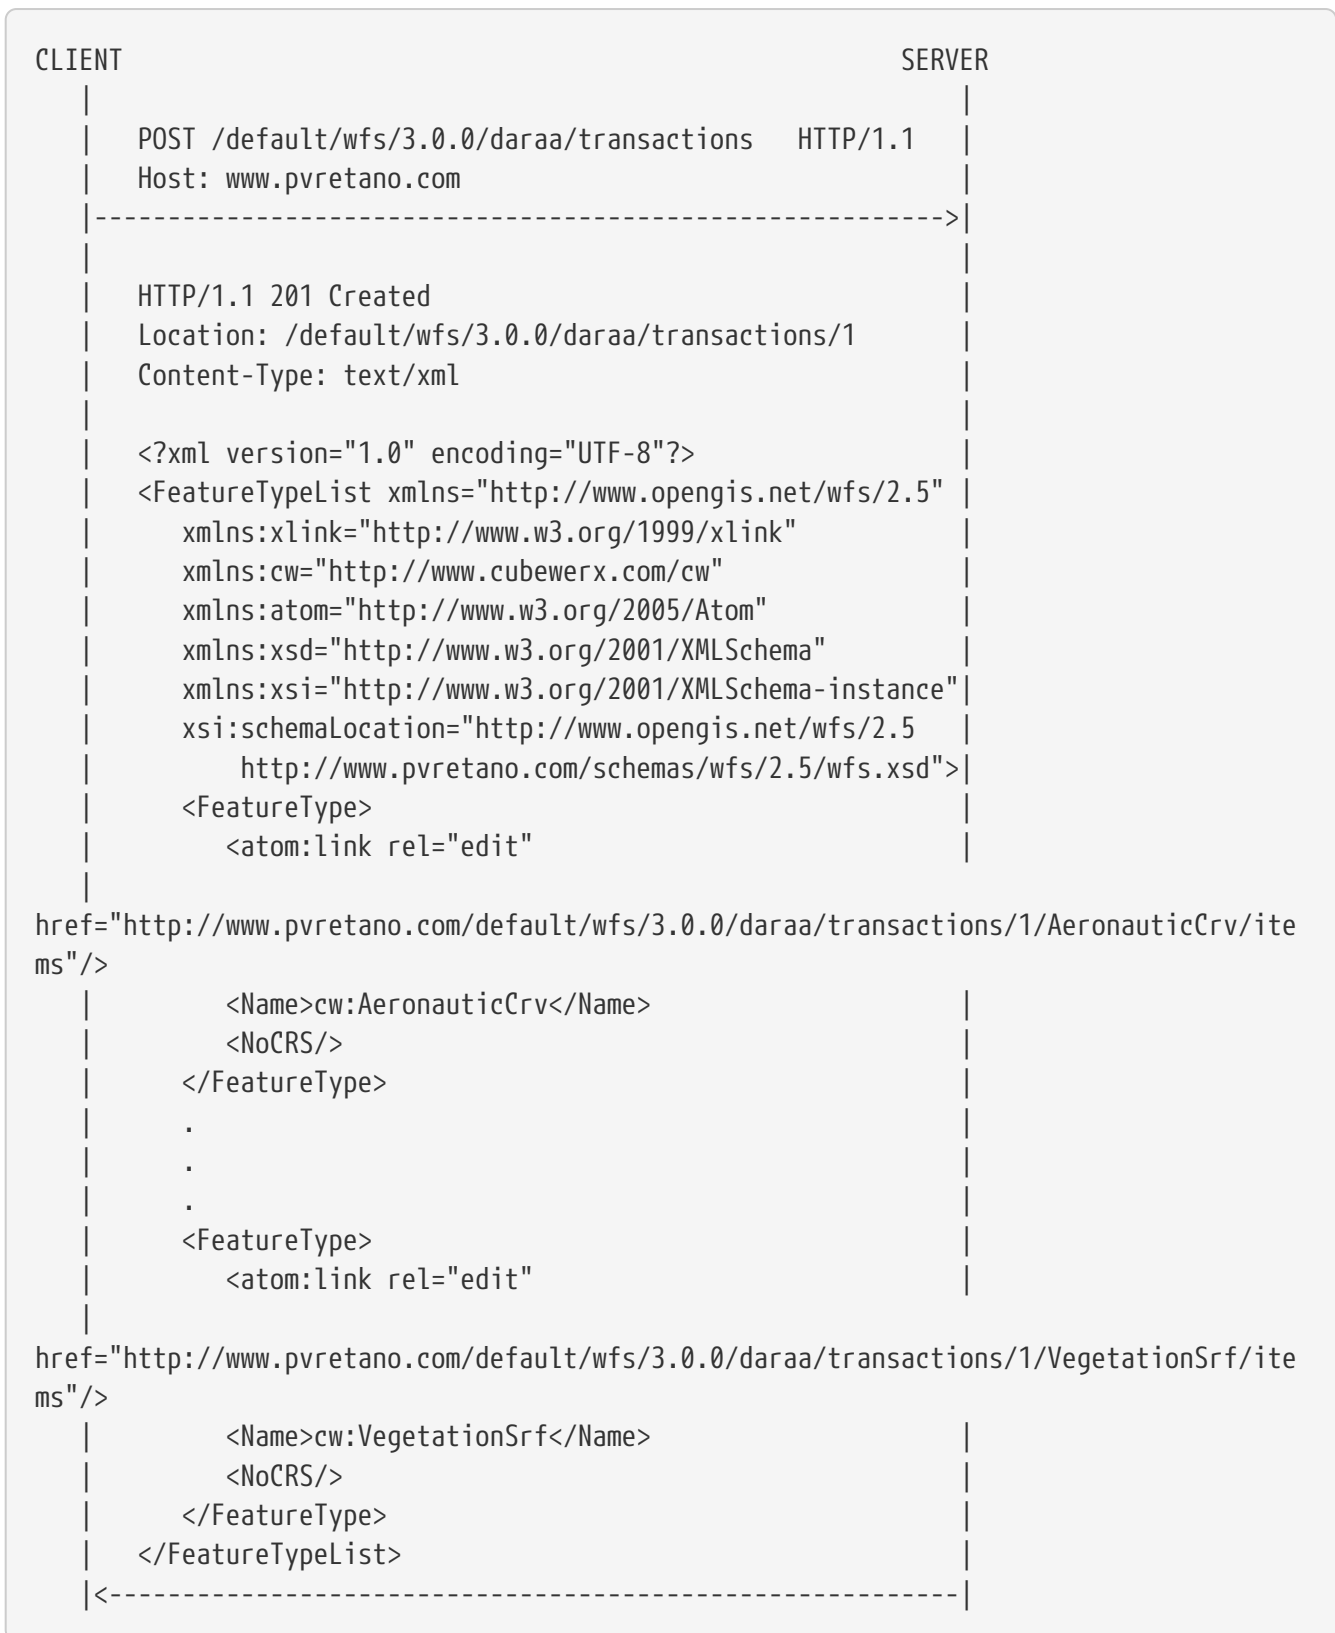 CLIENT                                                     SERVER
   |                                                           |
   |   POST /default/wfs/3.0.0/daraa/transactions   HTTP/1.1   |
   |   Host: www.pvretano.com                                  |
   |---------------------------------------------------------->|
   |                                                           |
   |   HTTP/1.1 201 Created                                    |
   |   Location: /default/wfs/3.0.0/daraa/transactions/1       |
   |   Content-Type: text/xml                                  |
   |                                                           |
   |   <?xml version="1.0" encoding="UTF-8"?>                  |
   |   <FeatureTypeList xmlns="http://www.opengis.net/wfs/2.5" |
   |      xmlns:xlink="http://www.w3.org/1999/xlink"           |
   |      xmlns:cw="http://www.cubewerx.com/cw"                |
   |      xmlns:atom="http://www.w3.org/2005/Atom"             |
   |      xmlns:xsd="http://www.w3.org/2001/XMLSchema"         |
   |      xmlns:xsi="http://www.w3.org/2001/XMLSchema-instance"|
   |      xsi:schemaLocation="http://www.opengis.net/wfs/2.5   |
   |          http://www.pvretano.com/schemas/wfs/2.5/wfs.xsd">|
   |      <FeatureType>                                        |
   |         <atom:link rel="edit"                             |
   |
href="http://www.pvretano.com/default/wfs/3.0.0/daraa/transactions/1/AeronauticCrv/ite
ms"/>
   |         <Name>cw:AeronauticCrv</Name>                     |
   |         <NoCRS/>                                          |
   |      </FeatureType>                                       |
   |      .                                                    |
   |      .                                                    |
   |      .                                                    |
   |      <FeatureType>                                        |
   |         <atom:link rel="edit"                             |
   |
href="http://www.pvretano.com/default/wfs/3.0.0/daraa/transactions/1/VegetationSrf/ite
ms"/>
   |         <Name>cw:VegetationSrf</Name>                     |
   |         <NoCRS/>                                          |
   |      </FeatureType>                                       |
   |   </FeatureTypeList>                                      |
   |<----------------------------------------------------------|